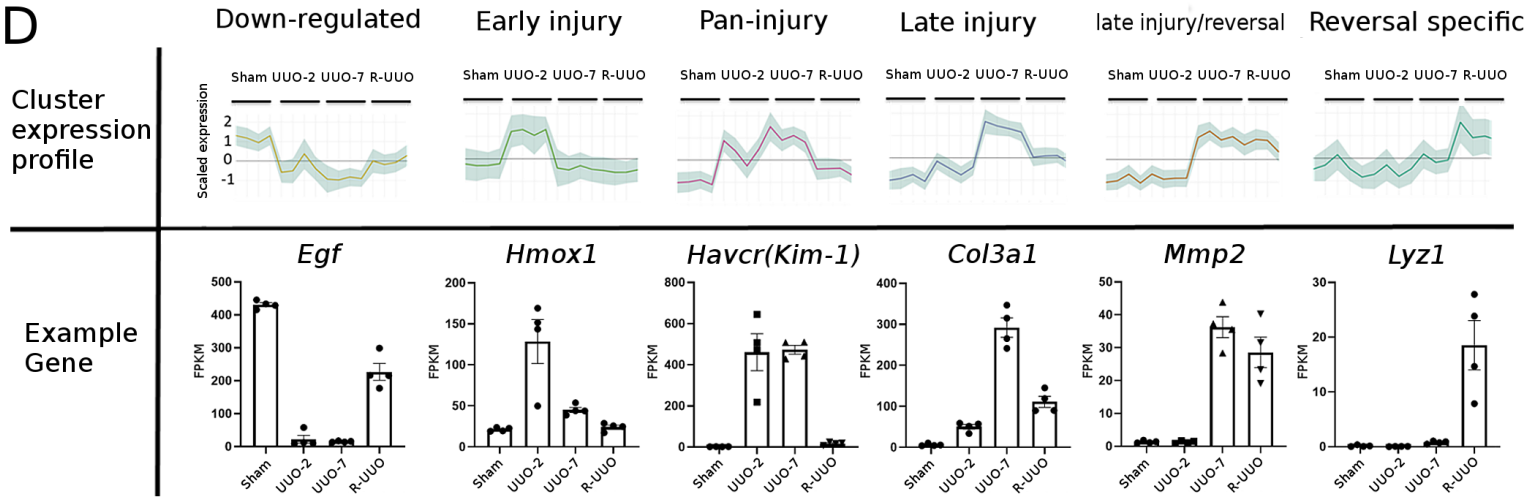 D
Down-regulated Early injury Pan-injury Late injury late injury/reversal Reversal specific
Cluster
expression
profile
Sham UUO-2 UUO-7 R-UUO
Scaled expression
2
1
0
-1
Sham UUO-2 UUO-7 R-UUO
Sham UUO-2 UUO-7 R-UUO
Sham UUO-2 UUO-7 R-UUO
Sham UUO-2 UUO-7 R-UUO
Sham UUO-2 UUO-7 R-UUO
Example
Gene
Egf
FPKM
500
400
300
200
100
0
Sham UUO-2 UUO-7 R-UUO
Hmox1
FPKM
200
150
100
50
0
Sham UUO-2 UUO-7 R-UUO
Havcr(Kim-1)
FPKM
800
600
400
200
0
Sham UUO-2 UUO-7 R-UUO
Col3a1
FPKM
400
300
200
100
0
Sham UUO-2 UUO-7 R-UUO
Mmp2
FPKM
50
40
30
20
10
0
Sham UUO-2 UUO-7 R-UUO
Lyz1
FPKM
30
20
10
0
Sham UUO-2 UUO-7 R-UUO